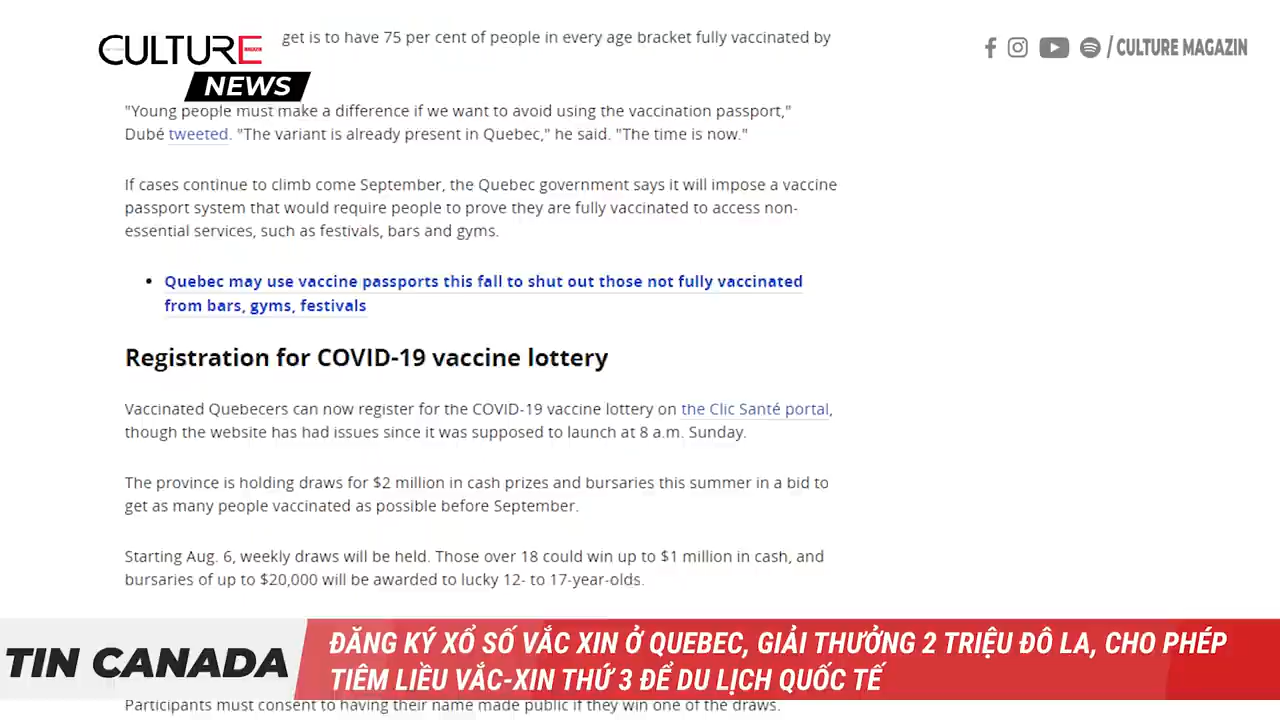 CULTURE
NEWS
/ CULTURE MAGAZIN
get is to have 75 per cent of people in every age bracket fully vaccinated by
"Young people must make a difference if we want to avoid using the vaccination passport,"
Dubé tweeted. "The variant is already present in Quebec," he said. "The time is now."
If cases continue to climb come September, the Quebec government says it will impose a vaccine
passport system that would require people to prove they are fully vaccinated to access non-
essential services, such as festivals, bars and gyms.
• Quebec may use vaccine passports this fall to shut out those not fully vaccinated
from bars, gyms, festivals
Registration for COVID-19 vaccine lottery
Vaccinated Quebecers can now register for the COVID-19 vaccine lottery on the Clic Santé portal,
though the website has had issues since it was supposed to launch at 8 a.m. Sunday.
The province is holding draws for $2 million in cash prizes and bursaries this summer in a bid to
get as many people vaccinated as possible before September.
Starting Aug. 6, weekly draws will be held. Those over 18 could win up to $1 million in cash, and
bursaries of up to $20,000 will be awarded to lucky 12- to 17-year-olds.
TIN CANADA
ĐĂNG KÝ XỔ SỐ VẮC XIN Ở QUEBEC, GIẢI THƯỞNG 2 TRIỆU ĐÔ LA, CHO PHÉP
TIÊM LIỀU VẮC-XIN THỨ 3 ĐỂ DU LỊCH QUỐC TẾ
Participants must consent to having their name made public if they win one of the draws.